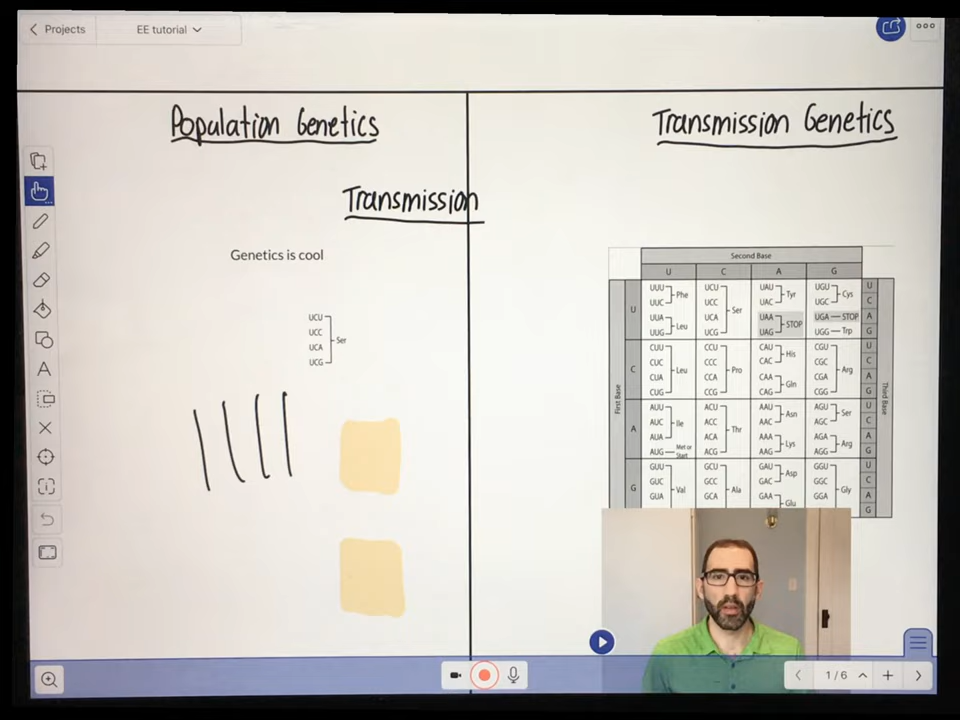 Projects
EE tutorial
Population Genetics
Transmission Genetics
Transmission
Genetics is cool
UCU
UCC
UCA
UCG
Ser
Second Base
U C A G
First Base
Third Base
U
UUU
UUC
Phe
UUA
UUG
Leu
UCU
UCC
UCA
UCG
Ser
UAU
UAC
Tyr
UAA
UAG
STOP
UGU
UGC
Cys
UGA STOP
UGG Trp
U
C
A
G
C
CUU
CUC
CUA
CUG
Leu
CCU
CCC
CCA
CCG
Pro
CAU
CAC
His
CAA
CAG
Gln
CGU
CGC
CGA
CGG
Arg
U
C
A
G
A
AUU
AUC
AUA
Ile
AUG Met or Start
ACU
ACC
ACA
ACG
Thr
AAU
AAC
Asn
AAA
AAG
Lys
AGU
AGC
Ser
AGA
AGG
Arg
U
C
A
G
G
GUU
GUC
GUA
Val
GCU
GCC
GCA
Ala
GAU
GAC
Asp
GAA
Glu
GGU
GGC
GGA
Gly
U
C
A
G
A
1/6